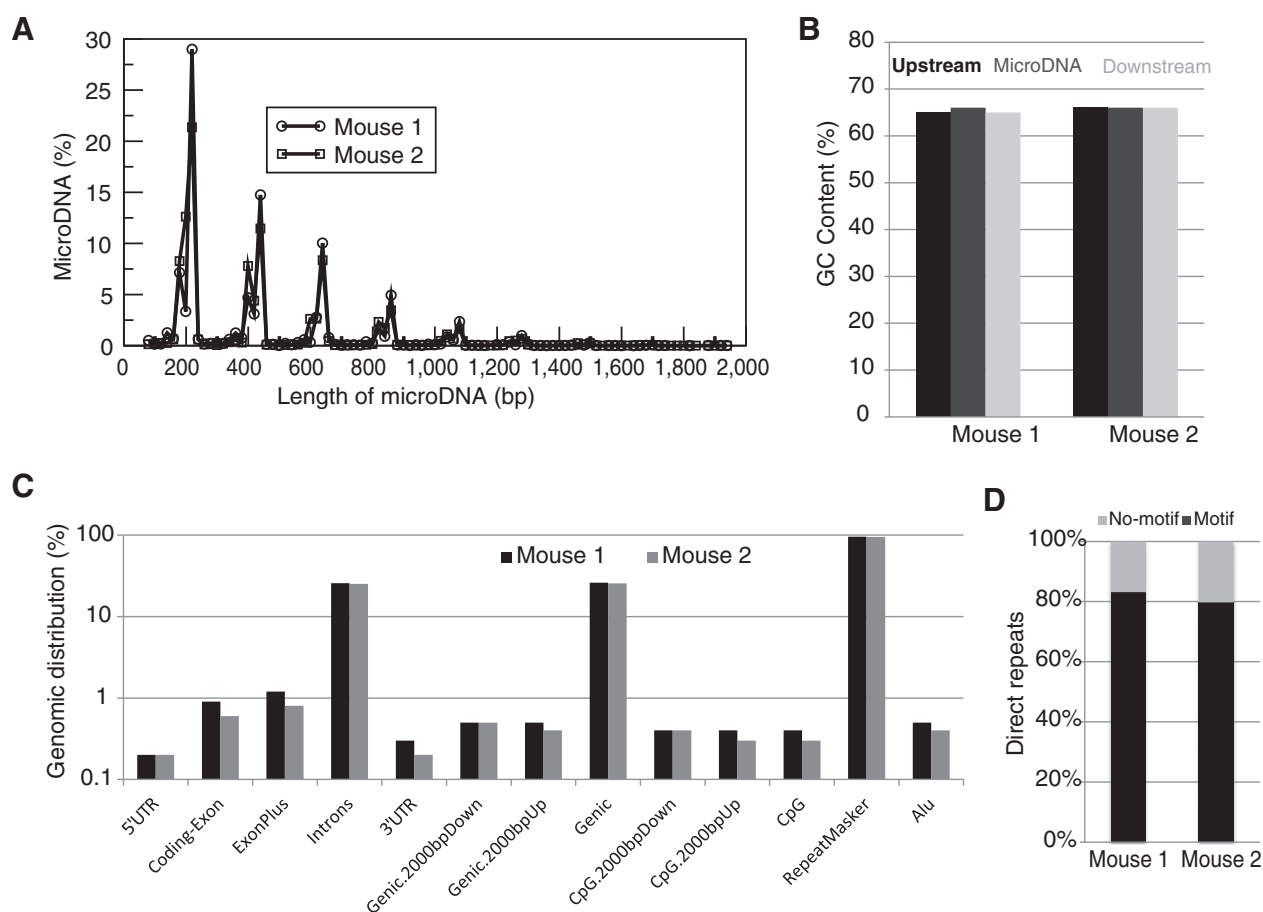 A
30
25
20
15
10
5
0
MicroDNA (%)
Mouse 1
Mouse 2
0 200 400 600 800 1,000 1,200 1,400 1,600 1,800 2,000
Length of microDNA (bp)
B
80
70
60
50
40
30
20
10
0
GC Content (%)
Upstream MicroDNA Downstream
Mouse 1 Mouse 2
C
100
10
1
0.1
Genomic distribution (%)
Mouse 1 Mouse 2
5'UTR
Coding-Exon
ExonPlus
Introns
3'UTR
Genic.2000bpDown
Genic.2000bpUp
Genic
CpG.2000bpDown
CpG.2000bpUp
CpG
RepeatMasker
Alu
D
No-motif Motif
100%
80%
60%
40%
20%
0%
Direct repeats
Mouse 1 Mouse 2